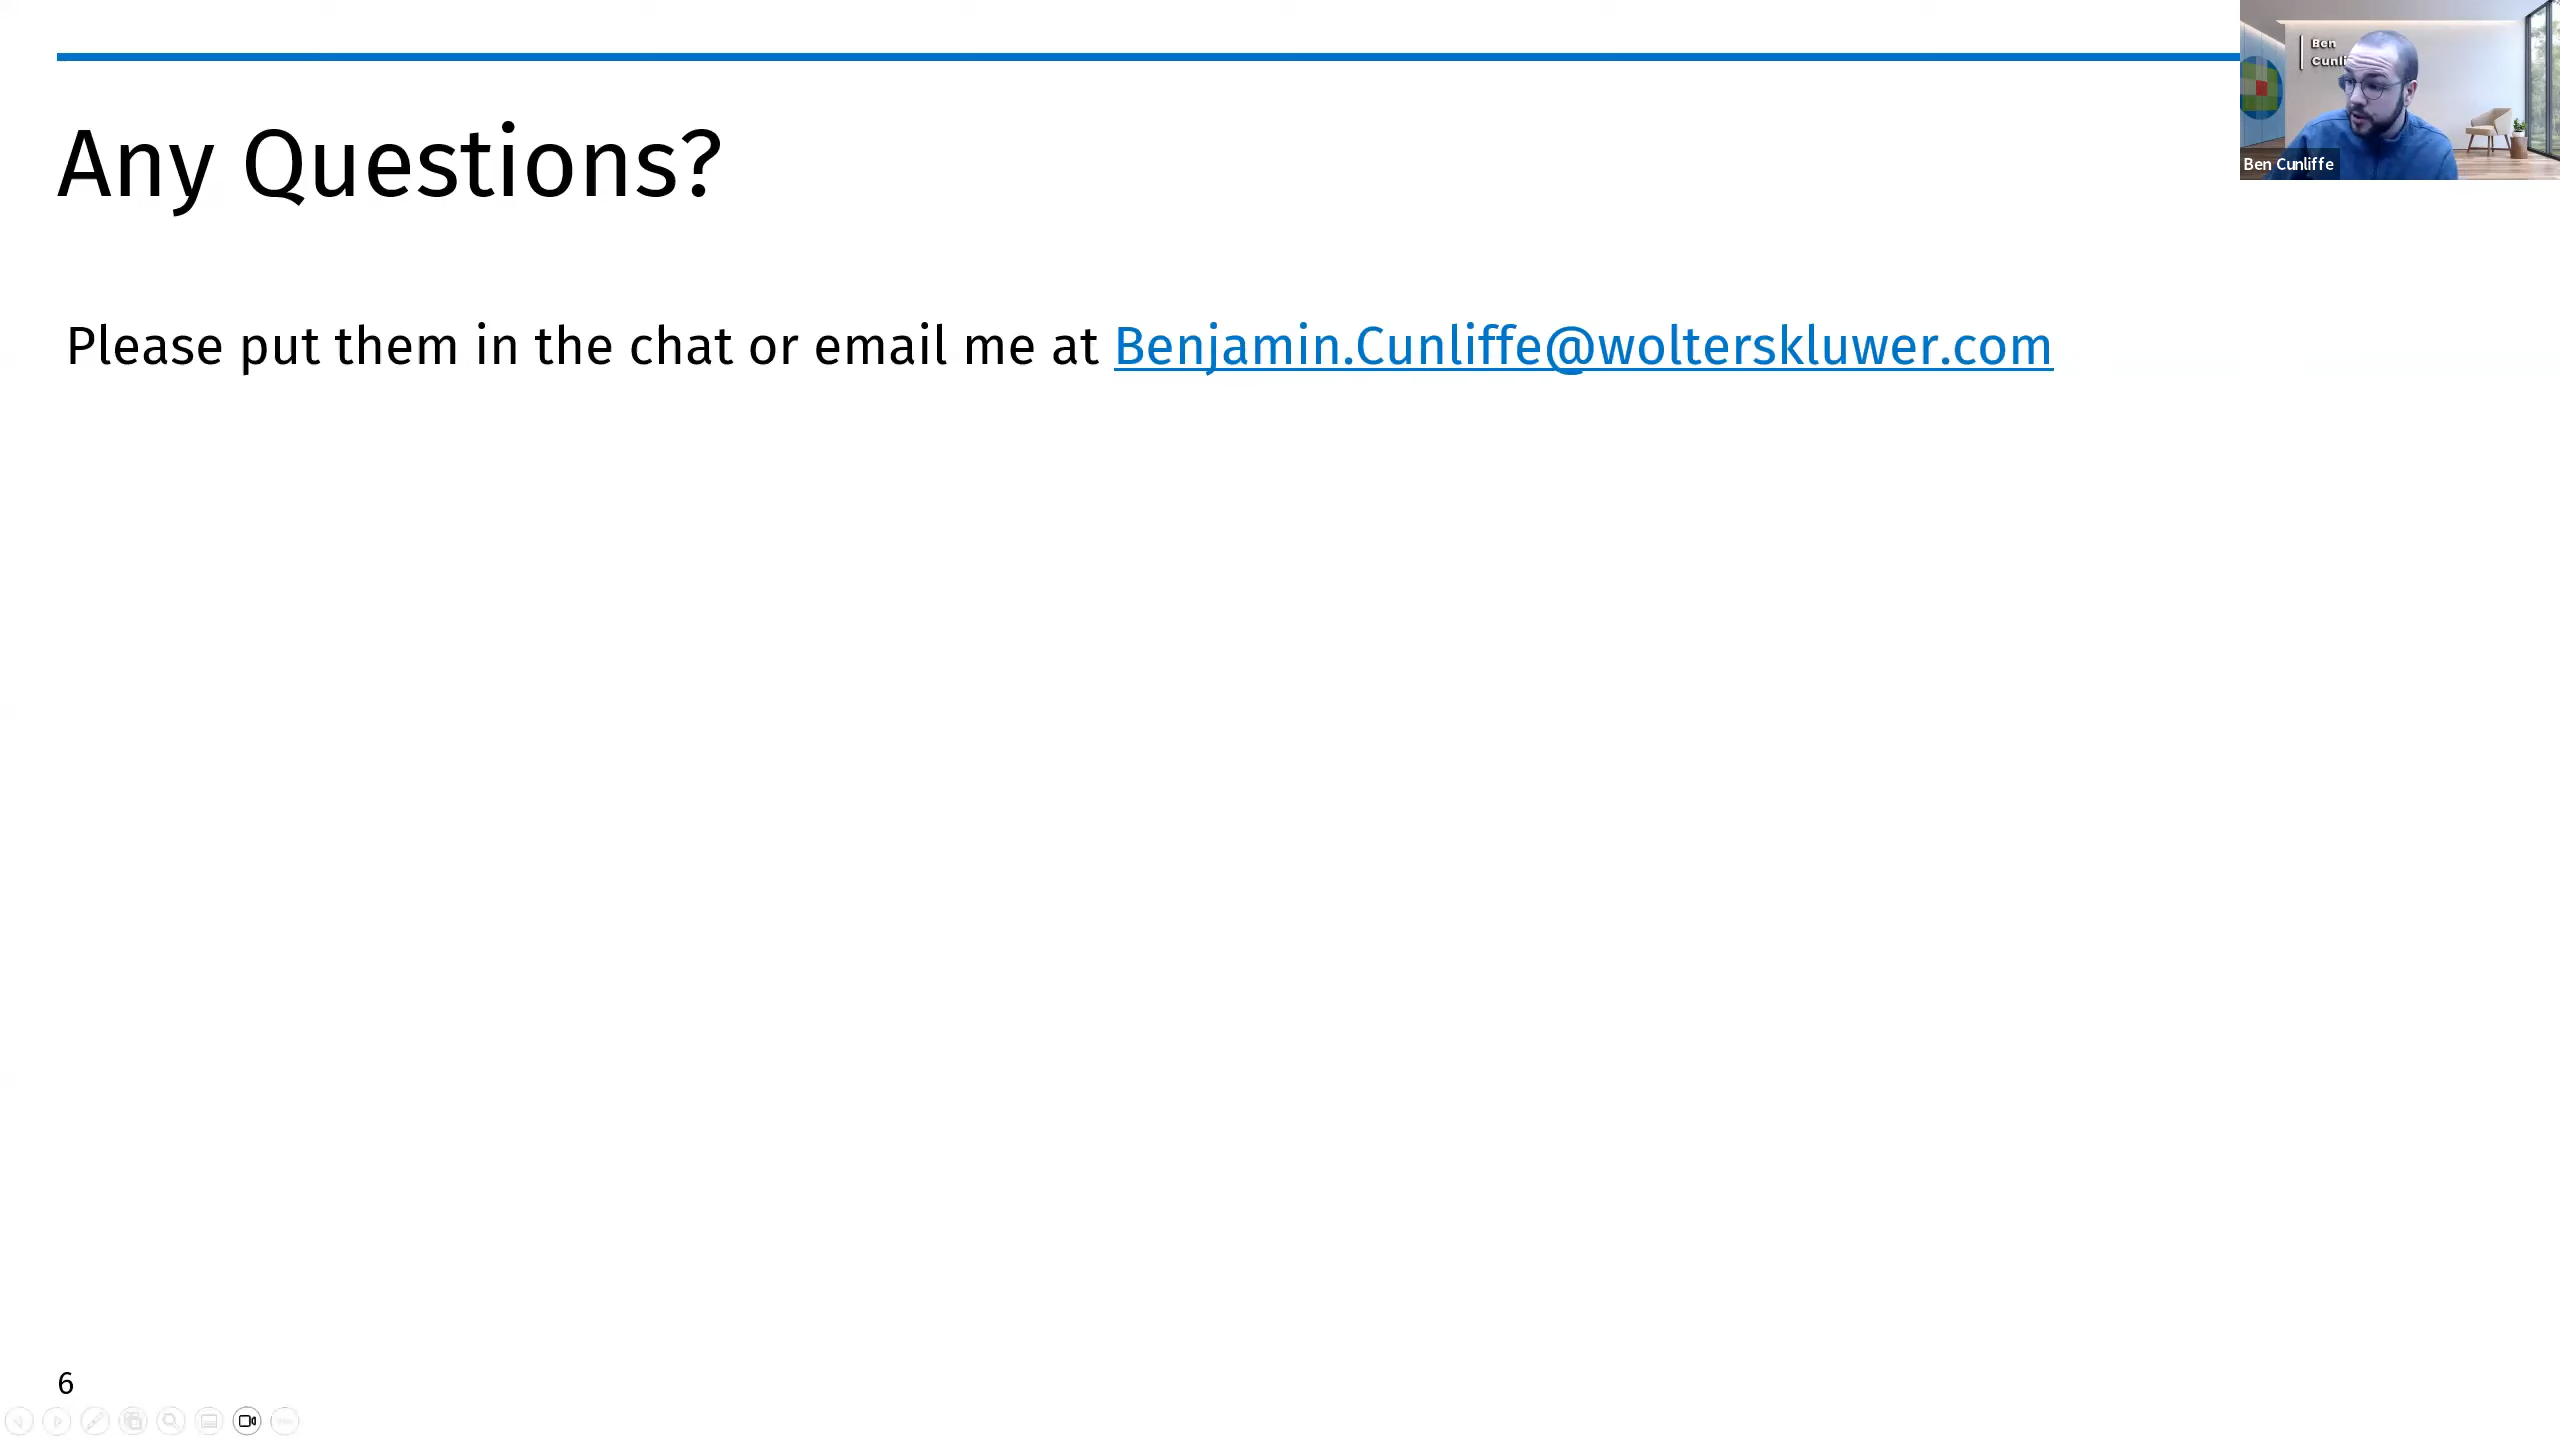 Any Questions?
Please put them in the chat or email me at Benjamin.Cunliffe@wolterskluwer.com
Ben
Ben Cunliffe
6